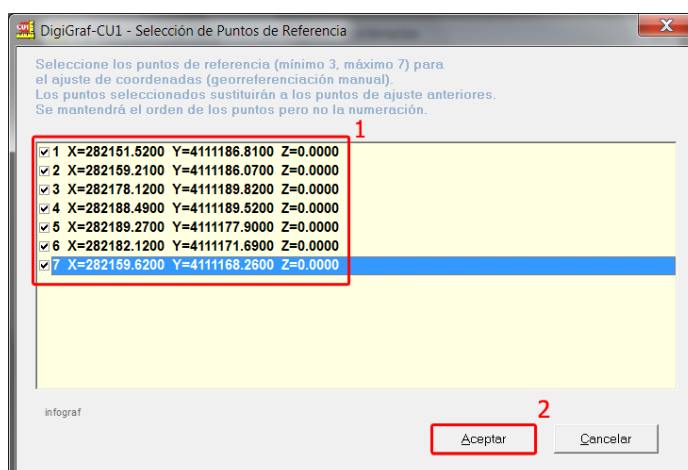 DigiGraf-CU1 - Selección de Puntos de Referencia
Seleccione los puntos de referencia (mínimo 3, máximo 7) para
el ajuste de coordenadas (georreferenciación manual).
Los puntos seleccionados sustituirán a los puntos de ajuste anteriores.
Se mantendrá el orden de los puntos pero no la numeración.
1
1 X=282151.5200 Y=4111186.8100 Z=0.0000
2 X=282159.2100 Y=4111186.0700 Z=0.0000
3 X=282178.1200 Y=4111189.8200 Z=0.0000
4 X=282188.4900 Y=4111189.5200 Z=0.0000
5 X=282189.2700 Y=4111177.9000 Z=0.0000
6 X=282182.1200 Y=4111171.6900 Z=0.0000
7 X=282159.6200 Y=4111168.2600 Z=0.0000
infograf
2
Aceptar
Cancelar